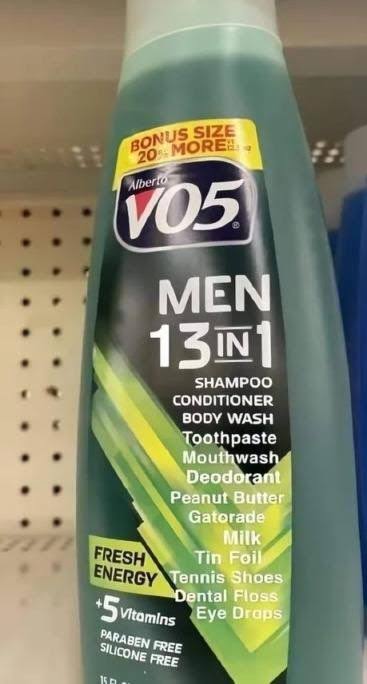 BONUS SIZE
20% MORE
Alberto
VO5®
MEN
13 IN 1
SHAMPOO
CONDITIONER
BODY WASH
Toothpaste
Mouthwash
Deodorant
Peanut Butter
Gatorade
Milk
Tin Foil
Tennis Shoes
Dental Floss
Eye Drops
FRESH
ENERGY
+5 Vitamins
PARABEN FREE
SILICONE FREE